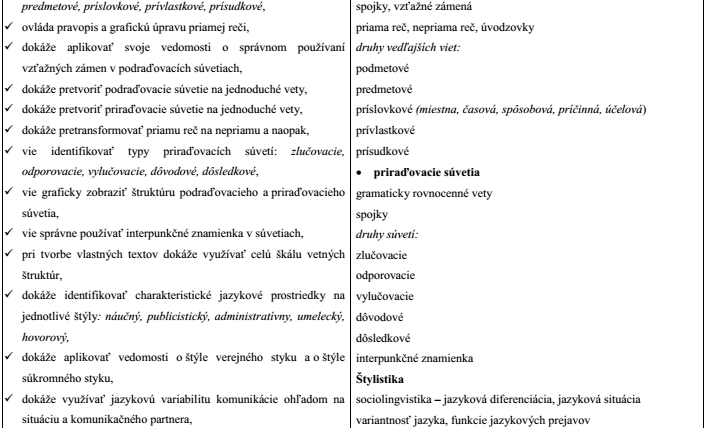 predmetové, príslovkové, prívlastkové, prísudkové,
✓ ovláda pravopis a grafickú úpravu priamej reči,
✓ dokáže aplikovať svoje vedomosti o správnom používaní
vzťažných zámen v podraďovacích súvetiach,
✓ dokáže pretvoriť podraďovacie súvetie na jednoduché vety,
✓ dokáže pretvoriť priraďovacie súvetie na jednoduché vety,
✓ dokáže pretransformovať priamu reč na nepriamu a naopak,
✓ vie identifikovať typy priraďovacích súvetí: zlučovacie,
odporovacie, vylučovacie, dôvodové, dôsledkové,
✓ vie graficky zobraziť štruktúru podraďovacieho a priraďovacieho
súvetia,
✓ vie správne používať interpunkčné znamienka v súvetiach,
✓ pri tvorbe vlastných textov dokáže využívať celú škálu vetných
štruktúr,
✓ dokáže identifikovať charakteristické jazykové prostriedky na
jednotlivé štýly: náučný, publicistický, administratívny, umelecký,
hovorový,
✓ dokáže aplikovať vedomosti o štýle verejného styku a o štýle
súkromného styku,
✓ dokáže využívať jazykovú variabilitu komunikácie ohľadom na
situáciu a komunikačného partnera,
spojky, vzťažné zámená
priama reč, nepriama reč, úvodzovky
druhy vedľajších viet:
podmetové
predmetové
príslovkové (miestna, časová, spôsobová, príčinná, účelová)
prívlastkové
prísudkové
• priraďovacie súvetia
gramaticky rovnocenné vety
spojky
druhy súvetí:
zlučovacie
odporovacie
vylučovacie
dôvodové
dôsledkové
interpunkčné znamienka
Štylistika
sociolingvistika – jazyková diferenciácia, jazyková situácia
variantnosť jazyka, funkcie jazykových prejavov